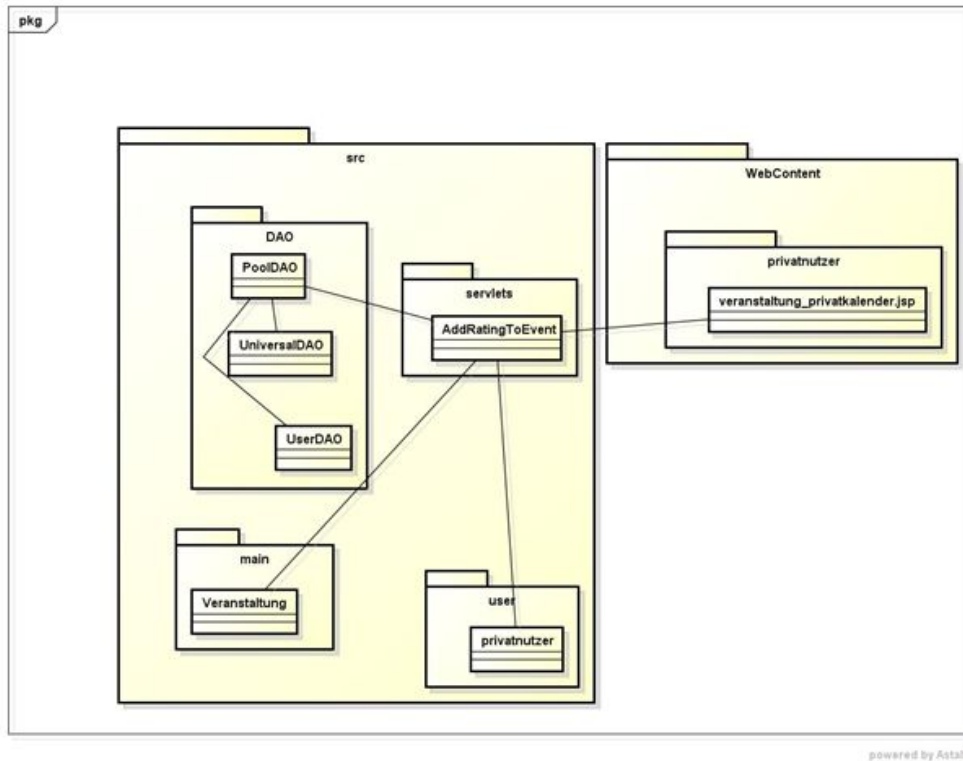 pkg
src
WebContent
DAO
PoolDAO
privatnutzer
servlets
veranstaltung_privatkalender.jsp
AddRatingToEvent
UniversalDAO
UserDAO
main
Veranstaltung
user
privatnutzer
powered by Astah